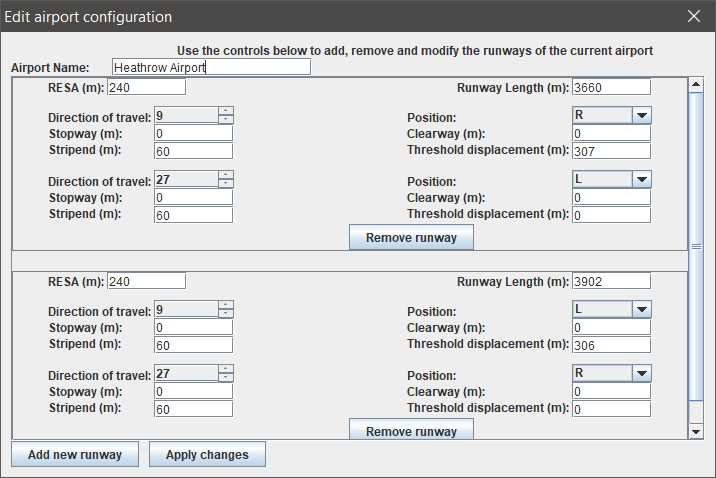 Edit airport configuration
Use the controls below to add, remove and modify the runways of the current airport
Airport Name: Heathrow Airport
RESA (m): 240 Runway Length (m): 3660
Direction of travel: 9 Position: R
Stopway (m): 0 Clearway (m): 0
Stripend (m): 60 Threshold displacement (m): 307
Direction of travel: 27 Position: L
Stopway (m): 0 Clearway (m): 0
Stripend (m): 60 Threshold displacement (m): 0
Remove runway
RESA (m): 240 Runway Length (m): 3902
Direction of travel: 9 Position: L
Stopway (m): 0 Clearway (m): 0
Stripend (m): 60 Threshold displacement (m): 306
Direction of travel: 27 Position: R
Stopway (m): 0 Clearway (m): 0
Stripend (m): 60 Threshold displacement (m): 0
Remove runway
Add new runway Apply changes